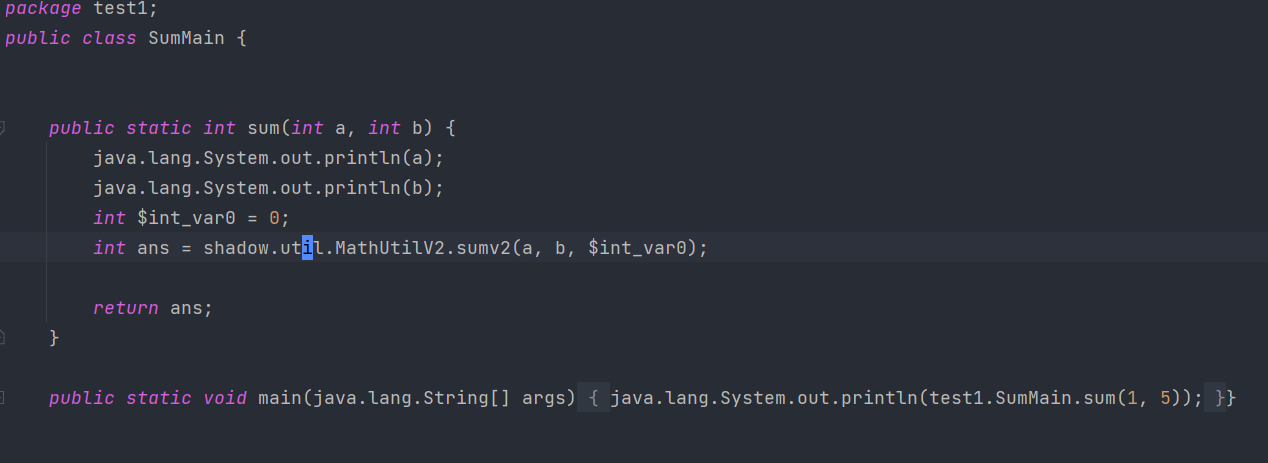 package test1;
public class SumMain {
public static int sum(int a, int b) {
java.lang.System.out.println(a);
java.lang.System.out.println(b);
int $int_var0 = 0;
int ans = shadow.util.MathUtilV2.sumv2(a, b, $int_var0);
return ans;
}
public static void main(java.lang.String[] args) { java.lang.System.out.println(test1.SumMain.sum(1, 5)); }}